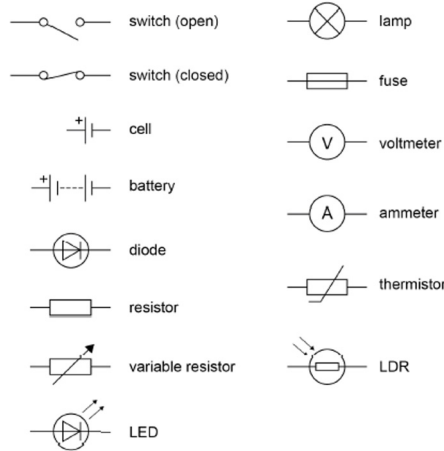 switch (open)
switch (closed)
+
cell
+
battery
diode
resistor
variable resistor
LED
lamp
fuse
V
voltmeter
A
ammeter
thermistor
LDR